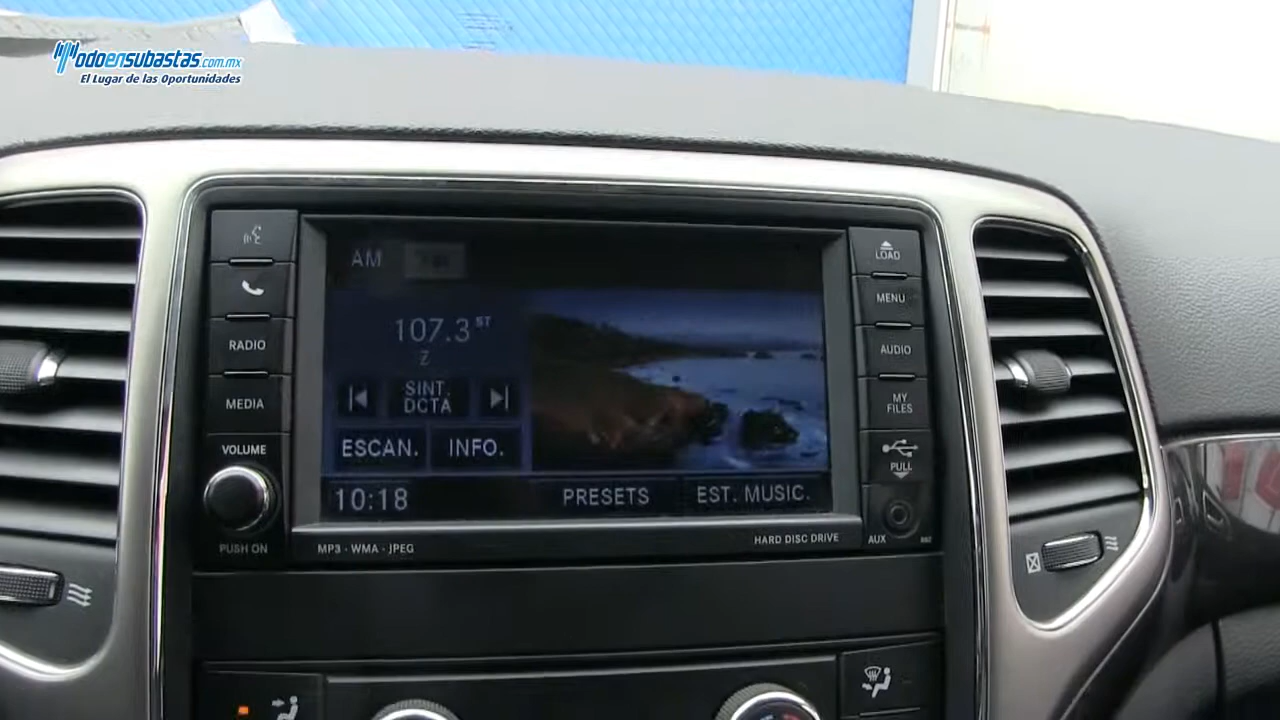 odoensubastas.com.mx
El Lugar de las Oportunidades
AM
107.3 ST
Z
SINT.
DCTA
ESCAN.
INFO.
10:18
PRESETS
EST. MUSIC.
RADIO
MEDIA
VOLUME
PUSH ON
MP3 · WMA · JPEG
HARD DISC DRIVE
LOAD
MENU
AUDIO
MY
FILES
PULL
AUX